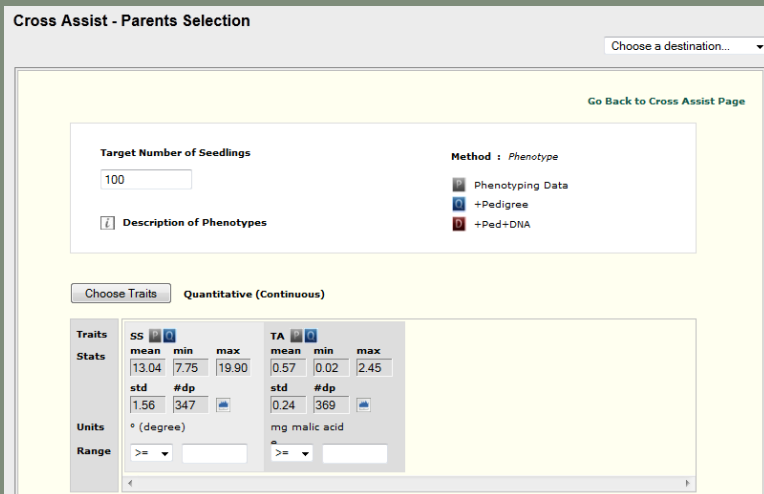 Cross Assist - Parents Selection
Choose a destination...
Go Back to Cross Assist Page
Target Number of Seedlings
100
Method : Phenotype
P Phenotyping Data
Q +Pedigree
D +Ped+DNA
i Description of Phenotypes
Choose Traits Quantitative (Continuous)
Traits SS P Q TA P Q
Stats mean min max mean min max
13.04 7.75 19.90 0.57 0.02 2.45
std #dp std #dp
1.56 347 0.24 369
Units ° (degree) mg malic acid
Range >= >=